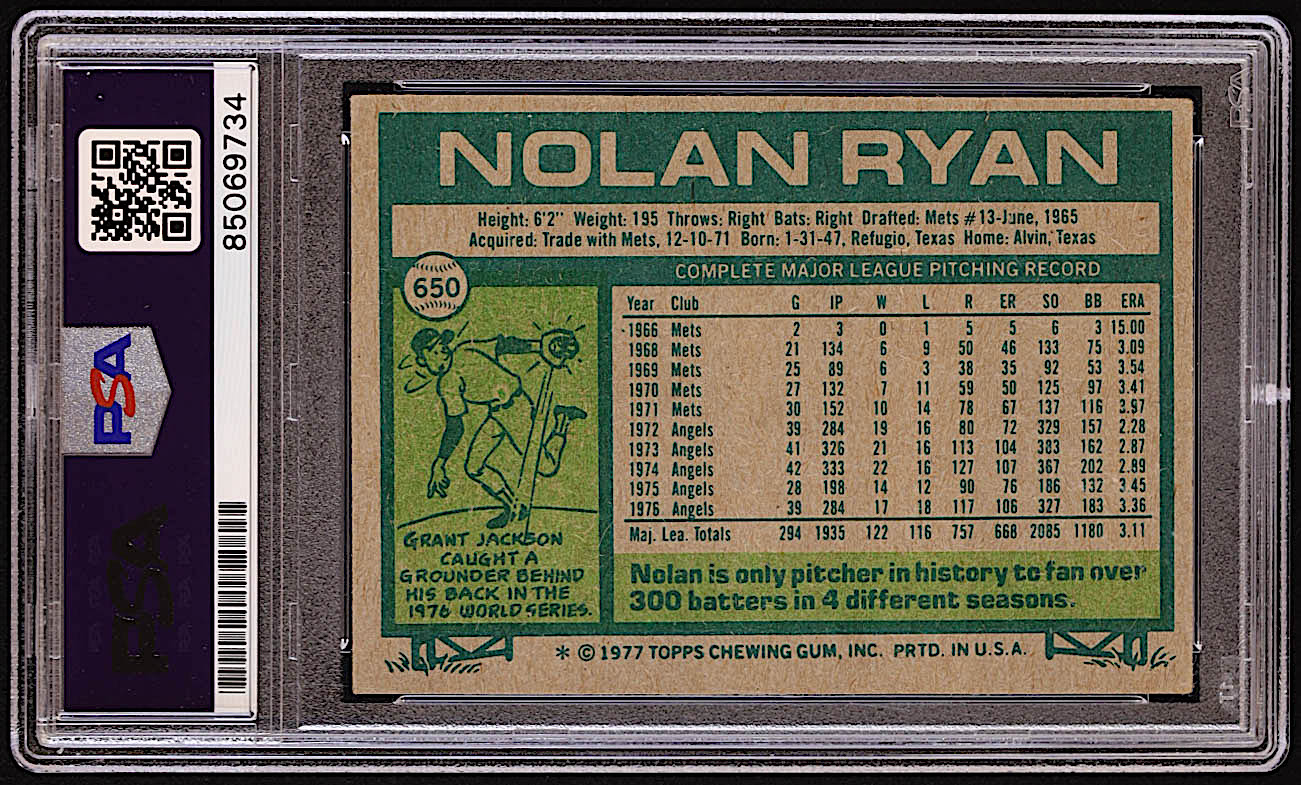 PSA
85069734
PSA
NOLAN RYAN
Height: 6'2" Weight: 195 Throws: Right Bats: Right Drafted: Mets #13-June, 1965
Acquired: Trade with Mets, 12-10-71 Born: 1-31-47, Refugio, Texas Home: Alvin, Texas
650
COMPLETE MAJOR LEAGUE PITCHING RECORD
Year Club G IP W L R ER SO BB ERA
1966 Mets 2 3 0 1 5 5 6 3 15.00
1968 Mets 21 134 6 9 50 46 133 75 3.09
1969 Mets 25 89 6 3 38 35 92 53 3.54
1970 Mets 27 132 7 11 59 50 125 97 3.41
1971 Mets 30 152 10 14 78 67 137 116 3.97
1972 Angels 39 284 19 16 80 72 329 157 2.28
1973 Angels 41 326 21 16 113 104 383 162 2.87
1974 Angels 42 333 22 16 127 107 367 202 2.89
1975 Angels 28 198 14 12 90 76 186 132 3.45
1976 Angels 39 284 17 18 117 106 327 183 3.36
Maj. Lea. Totals 294 1935 122 116 757 668 2085 1180 3.11
GRANT JACKSON
CAUGHT A
GROUNDER BEHIND
HIS BACK IN THE
1976 WORLD SERIES.
Nolan is only pitcher in history to fan over
300 batters in 4 different seasons.
* © 1977 TOPPS CHEWING GUM, INC. PRTD. IN U.S.A.